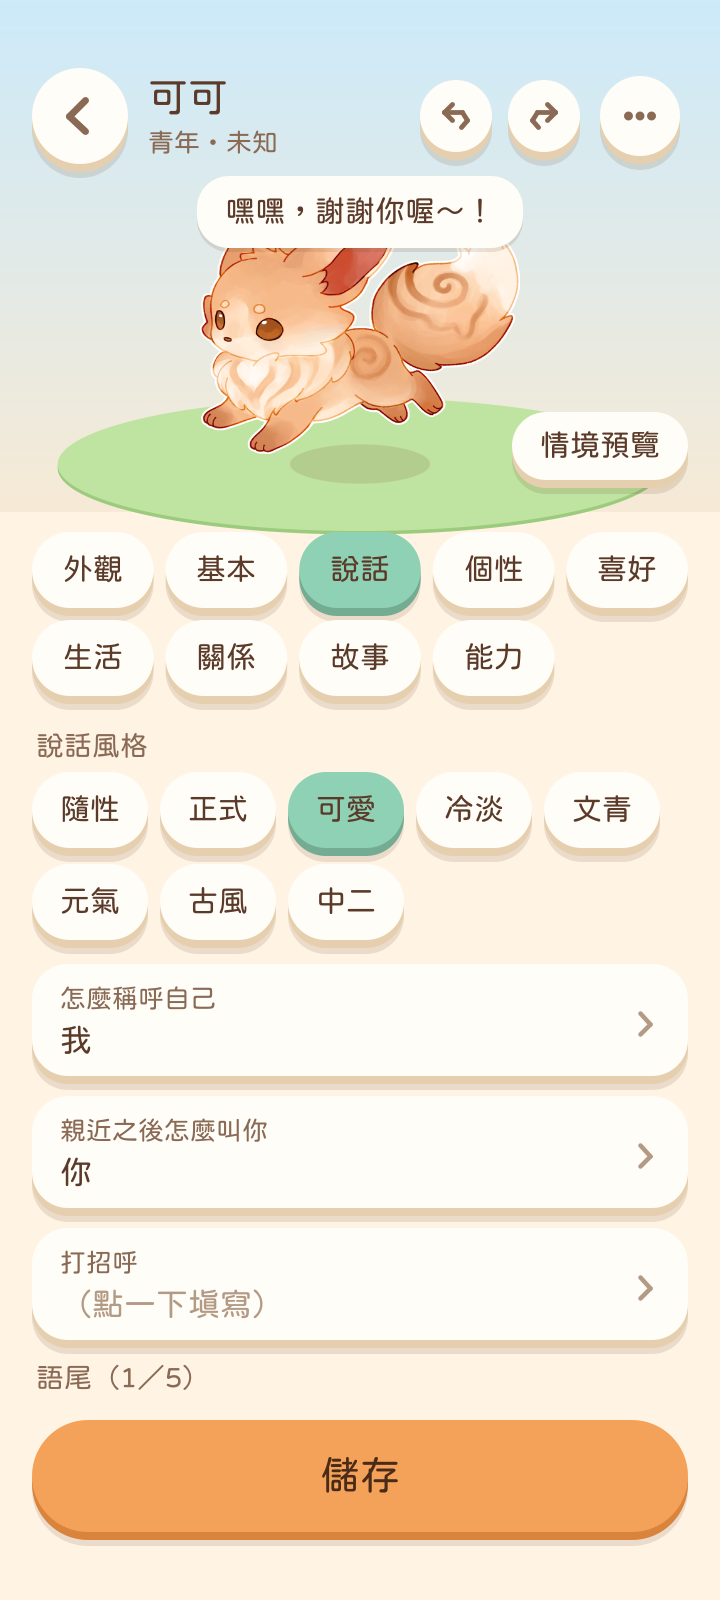 可可
青年・未知
嘿嘿，謝謝你喔～！
情境預覽
外觀 基本 說話 個性 喜好
生活 關係 故事 能力
說話風格
隨性 正式 可愛 冷淡 文青
元氣 古風 中二
怎麼稱呼自己
我
親近之後怎麼叫你
你
打招呼
（點一下填寫）
語尾（1／5）
儲存